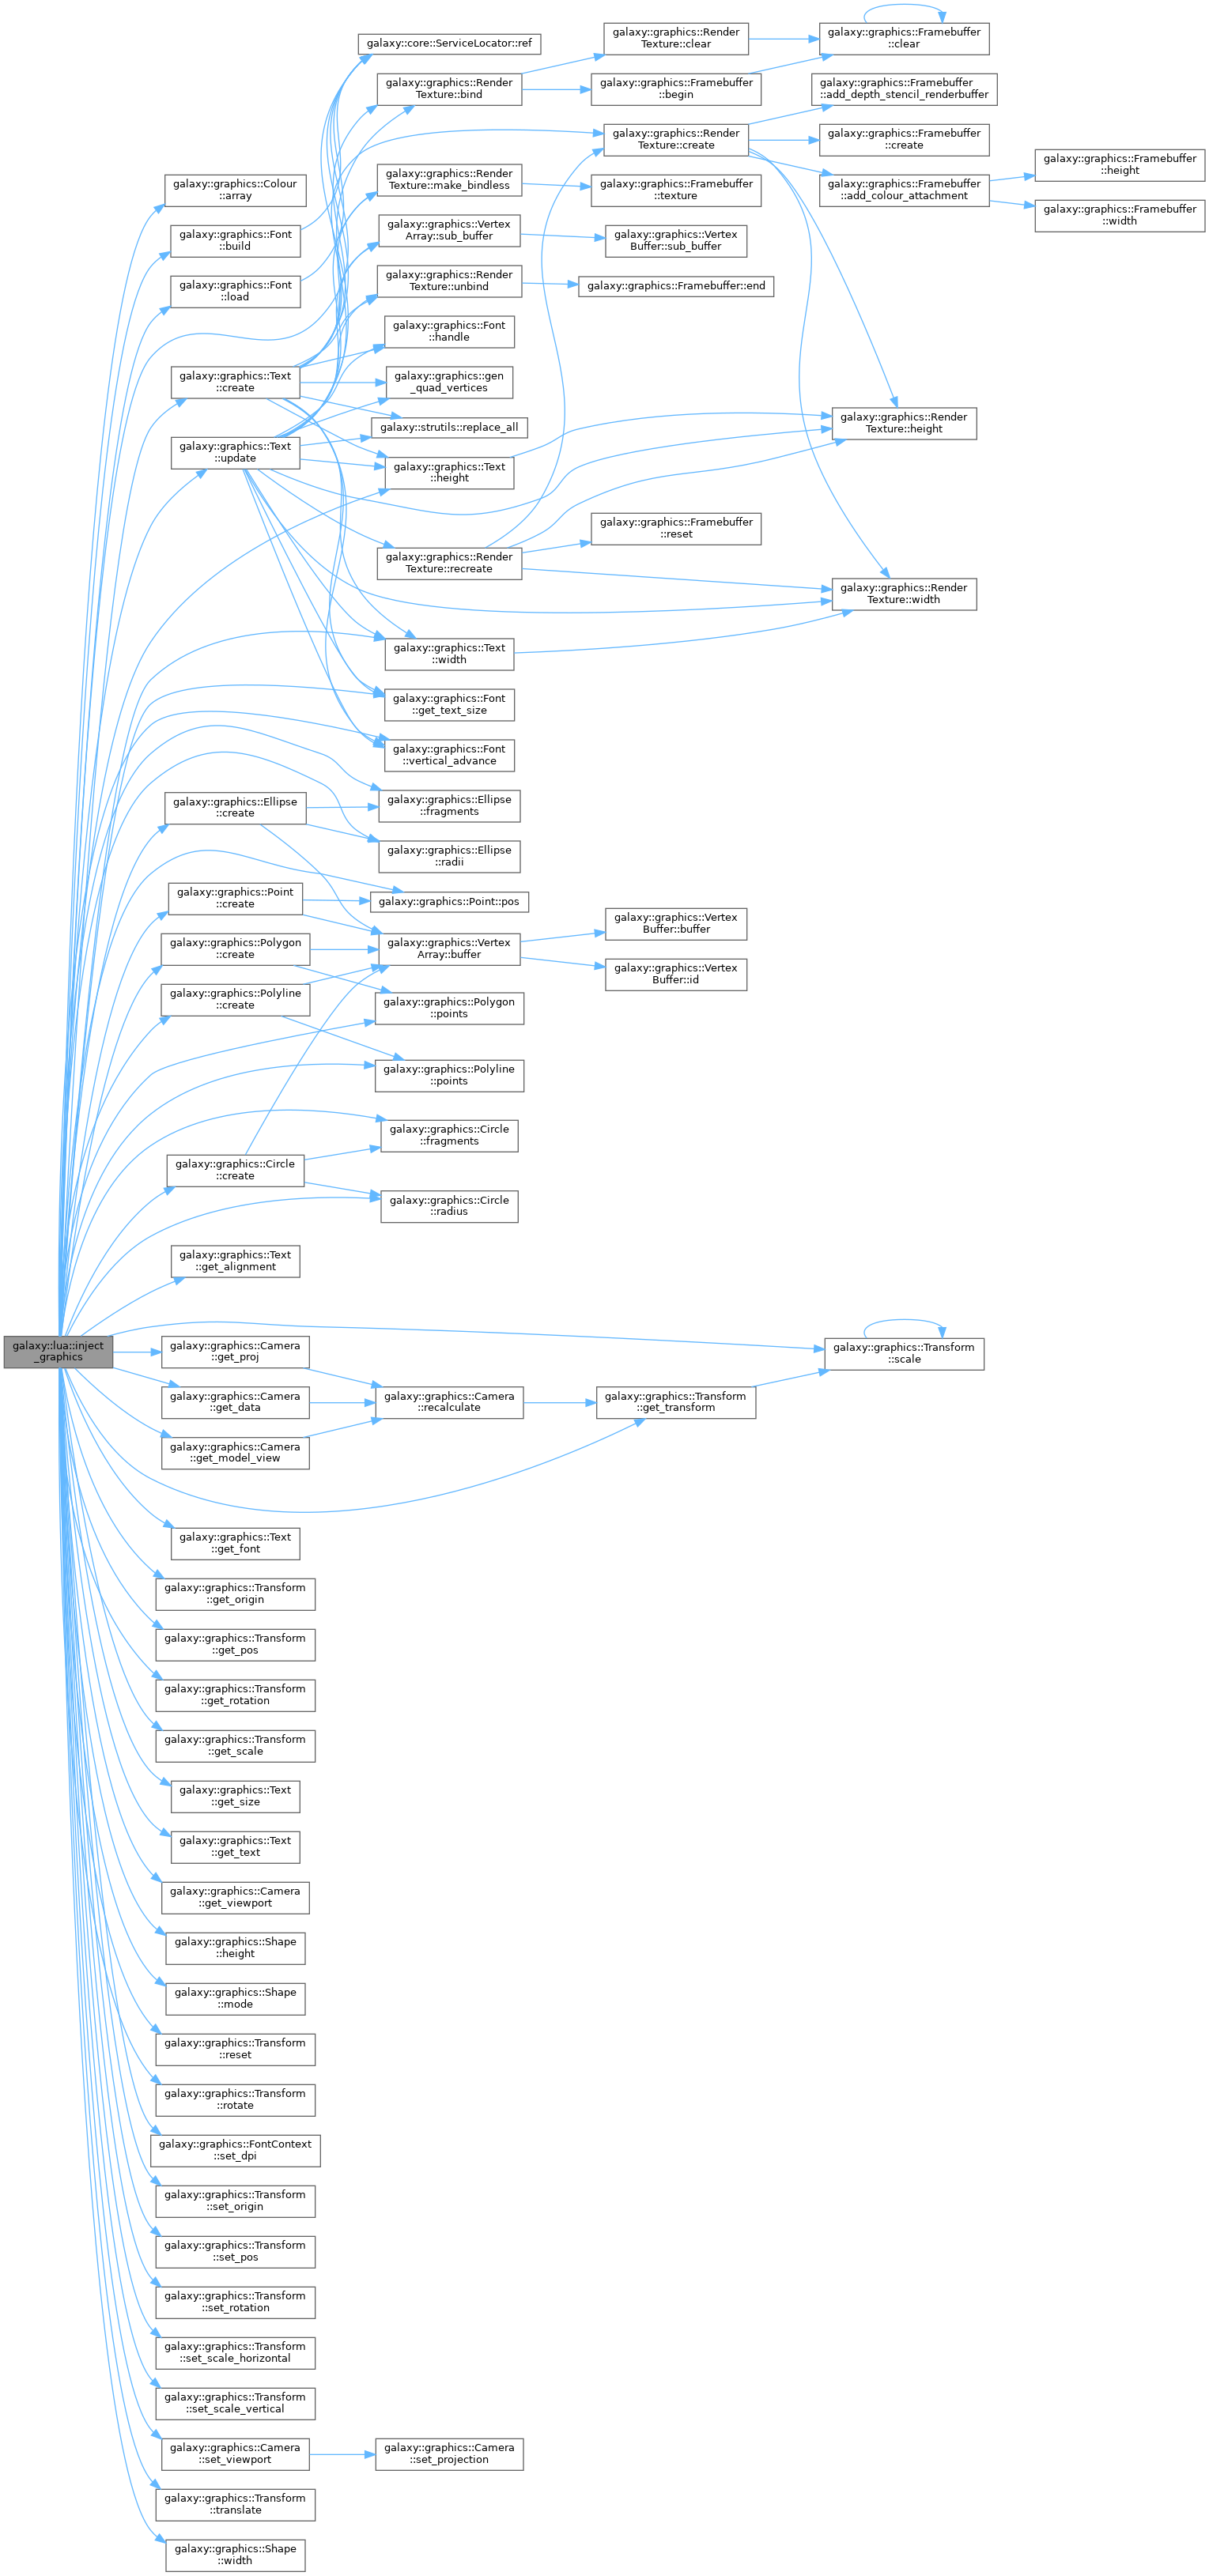 galaxy::lua::inject
_graphics
galaxy::graphics::Colour
::array
galaxy::graphics::Font
::build
galaxy::graphics::Font
::load
galaxy::graphics::Text
::create
galaxy::graphics::Text
::update
galaxy::graphics::Ellipse
::create
galaxy::graphics::Point
::create
galaxy::graphics::Polygon
::create
galaxy::graphics::Polyline
::create
galaxy::graphics::Circle
::create
galaxy::graphics::Text
::get_alignment
galaxy::graphics::Camera
::get_proj
galaxy::graphics::Camera
::get_data
galaxy::graphics::Camera
::get_model_view
galaxy::graphics::Text
::get_font
galaxy::graphics::Transform
::get_origin
galaxy::graphics::Transform
::get_pos
galaxy::graphics::Transform
::get_rotation
galaxy::graphics::Transform
::get_scale
galaxy::graphics::Text
::get_size
galaxy::graphics::Text
::get_text
galaxy::graphics::Camera
::get_viewport
galaxy::graphics::Shape
::height
galaxy::graphics::Shape
::mode
galaxy::graphics::Transform
::reset
galaxy::graphics::Transform
::rotate
galaxy::graphics::FontContext
::set_dpi
galaxy::graphics::Transform
::set_origin
galaxy::graphics::Transform
::set_pos
galaxy::graphics::Transform
::set_rotation
galaxy::graphics::Transform
::set_scale_horizontal
galaxy::graphics::Transform
::set_scale_vertical
galaxy::graphics::Camera
::set_viewport
galaxy::graphics::Transform
::translate
galaxy::graphics::Shape
::width
galaxy::core::ServiceLocator::ref
galaxy::graphics::Render
Texture::bind
galaxy::graphics::Render
Texture::make_bindless
galaxy::graphics::Vertex
Array::sub_buffer
galaxy::graphics::Render
Texture::unbind
galaxy::graphics::Font
::handle
galaxy::graphics::gen
_quad_vertices
galaxy::strutils::replace_all
galaxy::graphics::Text
::height
galaxy::graphics::Render
Texture::recreate
galaxy::graphics::Text
::width
galaxy::graphics::Font
::get_text_size
galaxy::graphics::Font
::vertical_advance
galaxy::graphics::Ellipse
::fragments
galaxy::graphics::Ellipse
::radii
galaxy::graphics::Point::pos
galaxy::graphics::Vertex
Array::buffer
galaxy::graphics::Polygon
::points
galaxy::graphics::Polyline
::points
galaxy::graphics::Circle
::fragments
galaxy::graphics::Circle
::radius
galaxy::graphics::Camera
::recalculate
galaxy::graphics::Camera
::set_projection
galaxy::graphics::Render
Texture::clear
galaxy::graphics::Framebuffer
::begin
galaxy::graphics::Render
Texture::create
galaxy::graphics::Framebuffer
::texture
galaxy::graphics::Vertex
Buffer::sub_buffer
galaxy::graphics::Framebuffer::end
galaxy::graphics::Framebuffer
::reset
galaxy::graphics::Vertex
Buffer::buffer
galaxy::graphics::Vertex
Buffer::id
galaxy::graphics::Transform
::get_transform
galaxy::graphics::Framebuffer
::clear
galaxy::graphics::Framebuffer
::add_depth_stencil_renderbuffer
galaxy::graphics::Framebuffer
::create
galaxy::graphics::Framebuffer
::add_colour_attachment
galaxy::graphics::Render
Texture::height
galaxy::graphics::Render
Texture::width
galaxy::graphics::Transform
::scale
galaxy::graphics::Framebuffer
::height
galaxy::graphics::Framebuffer
::width